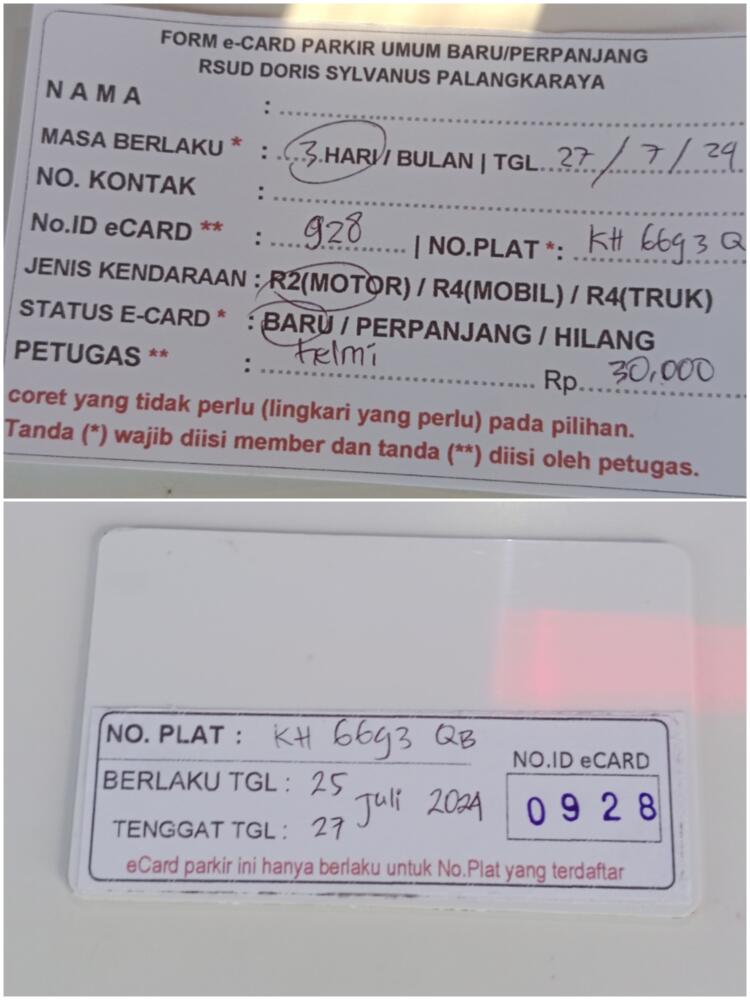 FORM e-CARD PARKIR UMUM BARU/PERPANJANG
RSUD DORIS SYLVANUS PALANGKARAYA
NAMA :
MASA BERLAKU * : 3 HARI / BULAN | TGL 27 / 7 / 24
NO. KONTAK :
No.ID eCARD ** : 928 | NO.PLAT *: KH 6693 Q
JENIS KENDARAAN : R2(MOTOR) / R4(MOBIL) / R4(TRUK)
STATUS E-CARD * : BARU / PERPANJANG / HILANG
PETUGAS ** : telmi Rp. 30.000
coret yang tidak perlu (lingkari yang perlu) pada pilihan.
Tanda (*) wajib diisi member dan tanda (**) diisi oleh petugas.
NO. PLAT : KH 6693 QB
NO.ID eCARD
BERLAKU TGL : 25 Juli 2024
0928
TENGGAT TGL : 27
eCard parkir ini hanya berlaku untuk No.Plat yang terdaftar